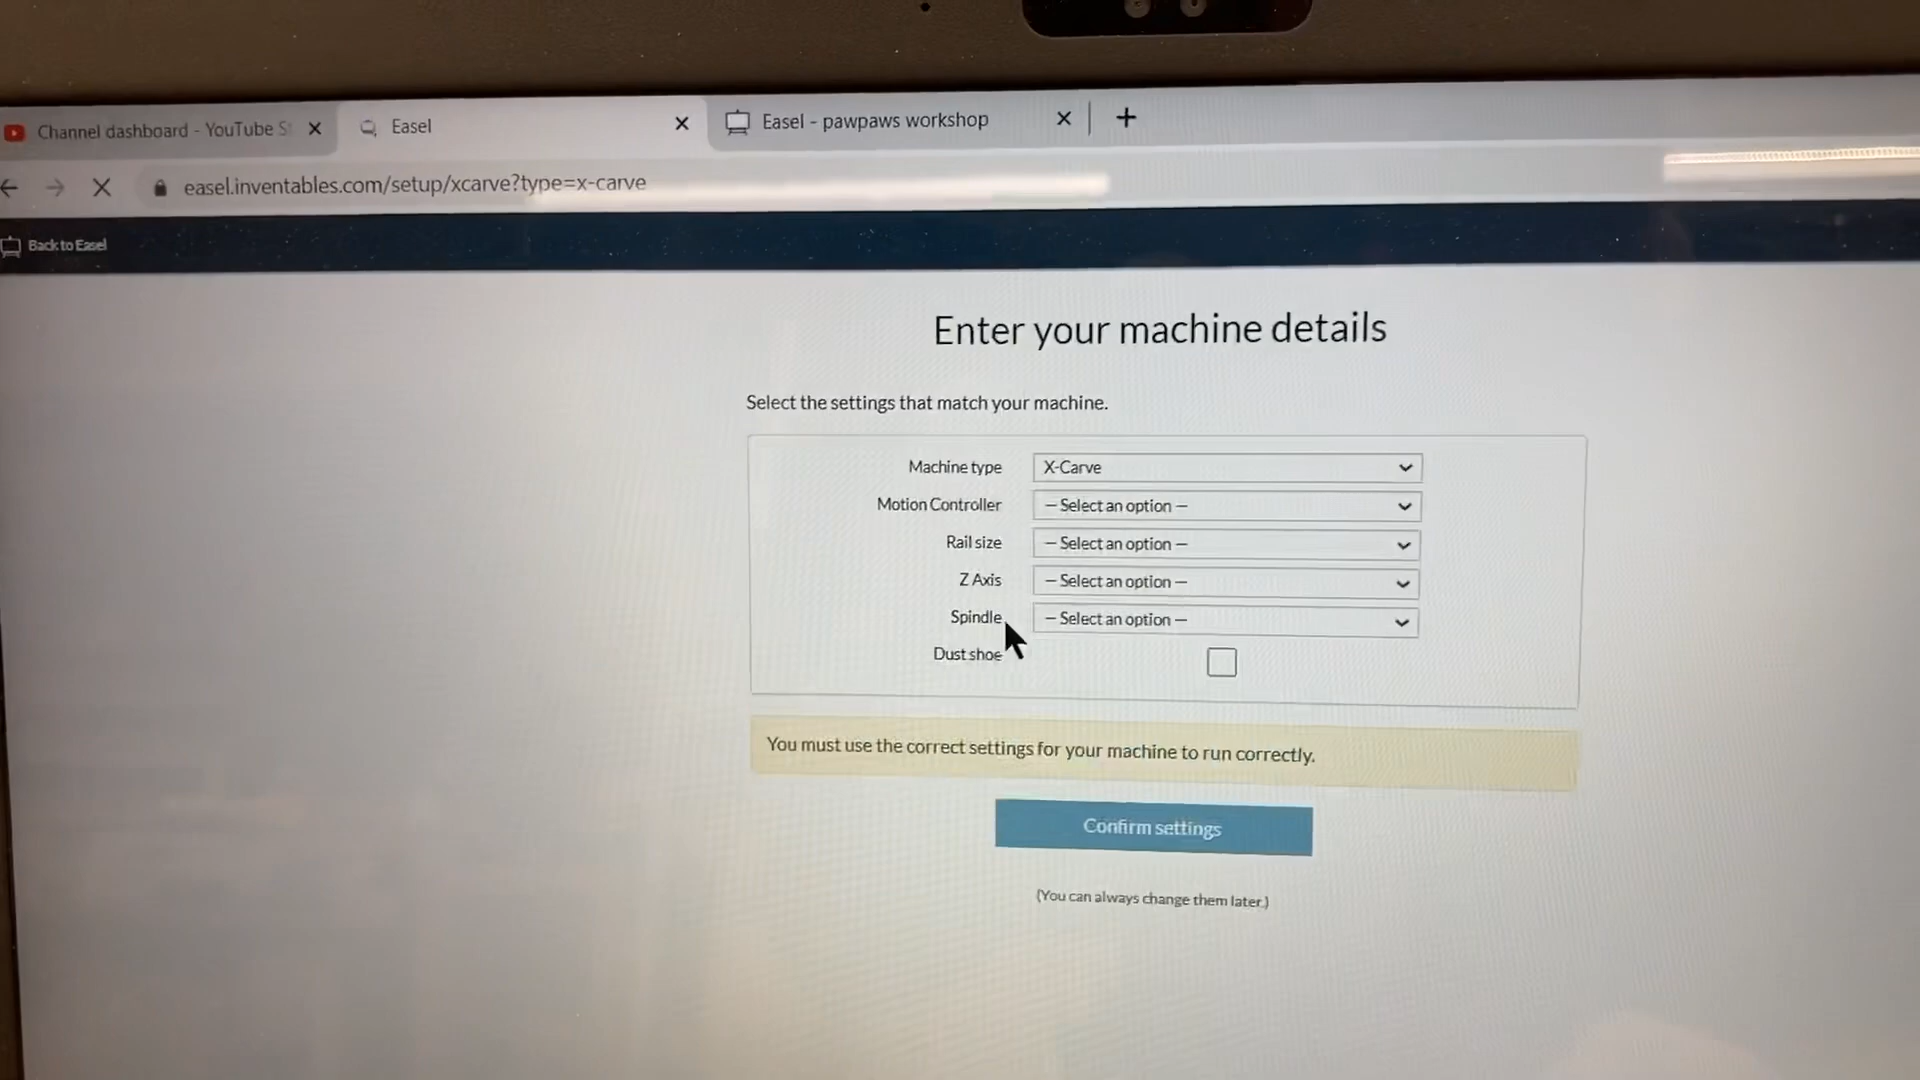 Channel dashboard - YouTube S
Easel
Easel - pawpaws workshop
easel.inventables.com/setup/xcarve?type=x-carve
Back to Easel
Enter your machine details
Select the settings that match your machine.
Machine type X-Carve
Motion Controller — Select an option —
Rail size — Select an option —
Z Axis — Select an option —
Spindle — Select an option —
Dust shoe
You must use the correct settings for your machine to run correctly.
Confirm settings
(You can always change them later.)